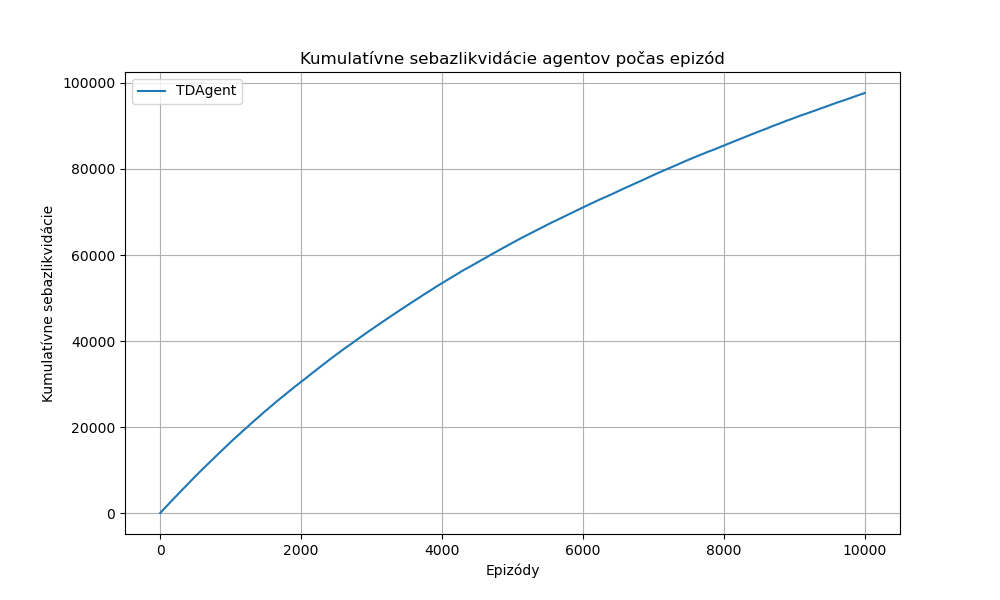 Kumulatívne sebazlikvidácie agentov počas epizód
TDAgent
Kumulatívne sebazlikvidácie
100000
80000
60000
40000
20000
0
0 2000 4000 6000 8000 10000
Epizódy